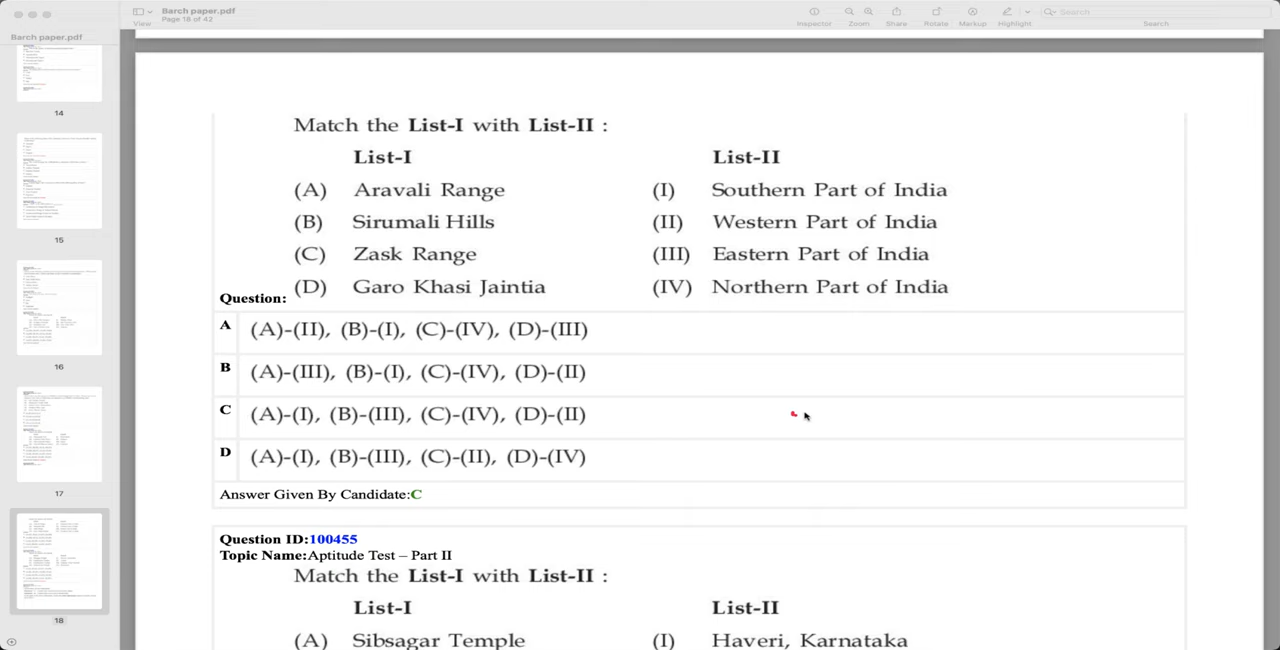 Barch paper.pdf
Page 18 of 42
View
Inspector
Zoom
Share
Rotate
Markup
Highlight
Search
Search
Barch paper.pdf
14
15
16
17
18
Match the List-I with List-II :
List-I List-II
(A) Aravali Range (I) Southern Part of India
(B) Sirumali Hills (II) Western Part of India
(C) Zask Range (III) Eastern Part of India
(D) Gato Khasi Jaintia (IV) Northern Part of India
Question:
A (A)-(II), (B)-(I), (C)-(IV), (D)-(III)
B (A)-(III), (B)-(I), (C)-(IV), (D)-(II)
(B)-(III), (C)-(IV), (D)-(II)
D (B)-(III), (D)-(IV)
Answer Given By Candidate:C
Question ID:100455
Topic Name: Aptitude Test – Part II
Match the List-I with List-II :
List-I List-II
(A) Sibsagar Temple (I) Haveri, Karnataka